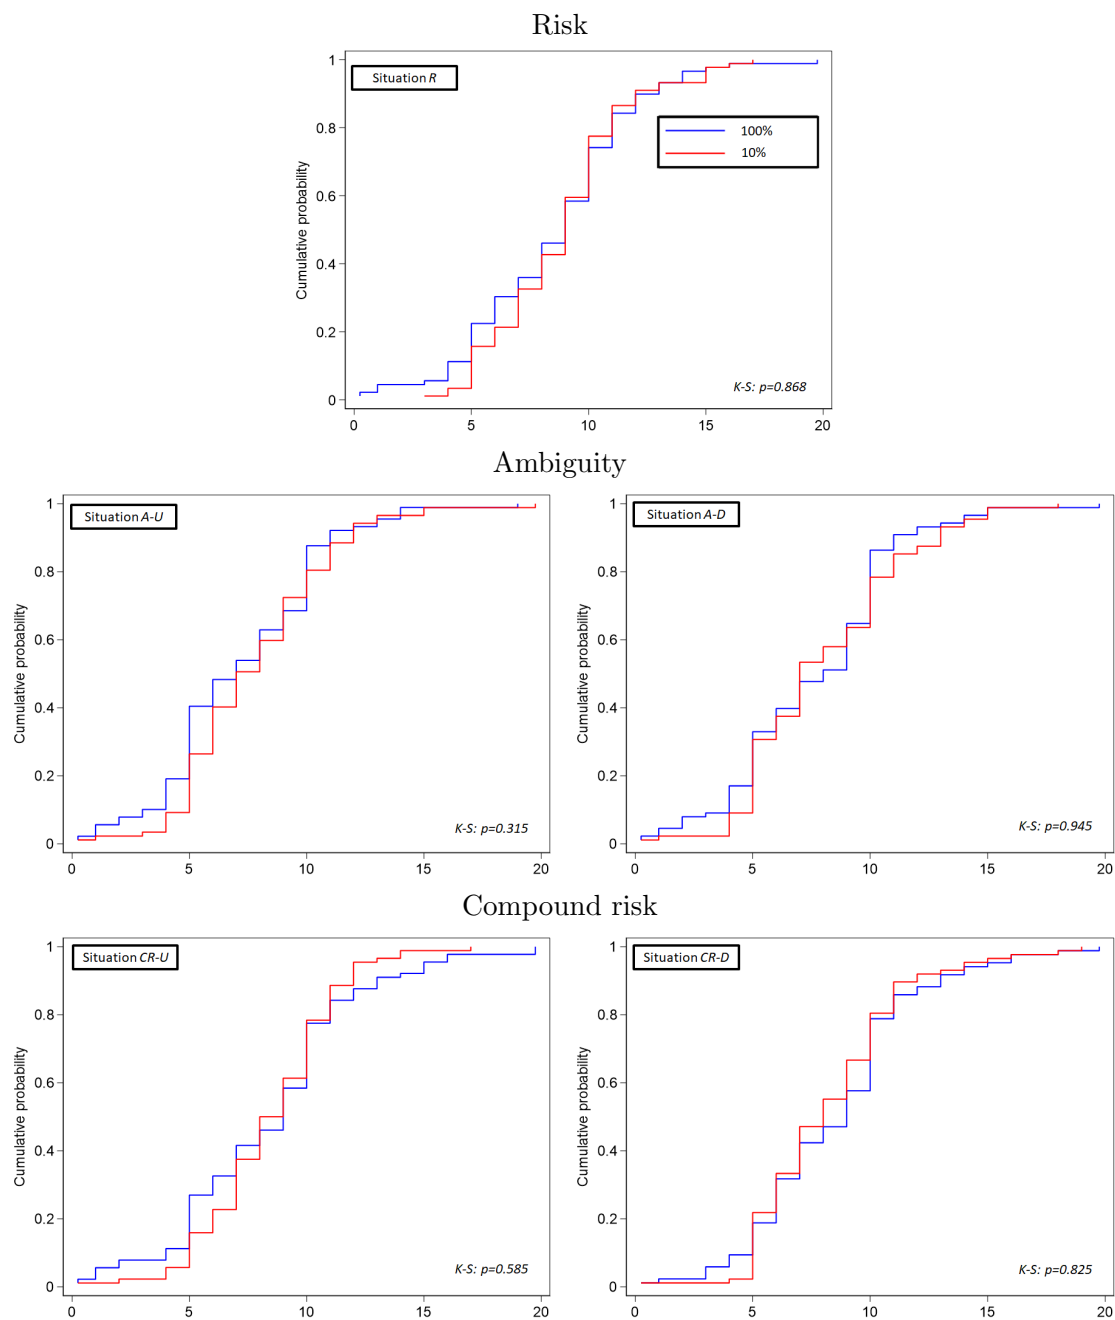 Risk
Situation R
100%
10%
Cumulative probability
1
0.8
0.6
0.4
0.2
0
K-S: p=0.868
0 5 10 15 20
Ambiguity
Situation A-U
Cumulative probability
1
0.8
0.6
0.4
0.2
0
K-S: p=0.315
0 5 10 15 20
Situation A-D
Cumulative probability
1
0.8
0.6
0.4
0.2
0
K-S: p=0.945
0 5 10 15 20
Compound risk
Situation CR-U
Cumulative probability
1
0.8
0.6
0.4
0.2
0
K-S: p=0.585
0 5 10 15 20
Situation CR-D
Cumulative probability
1
0.8
0.6
0.4
0.2
0
K-S: p=0.825
0 5 10 15 20